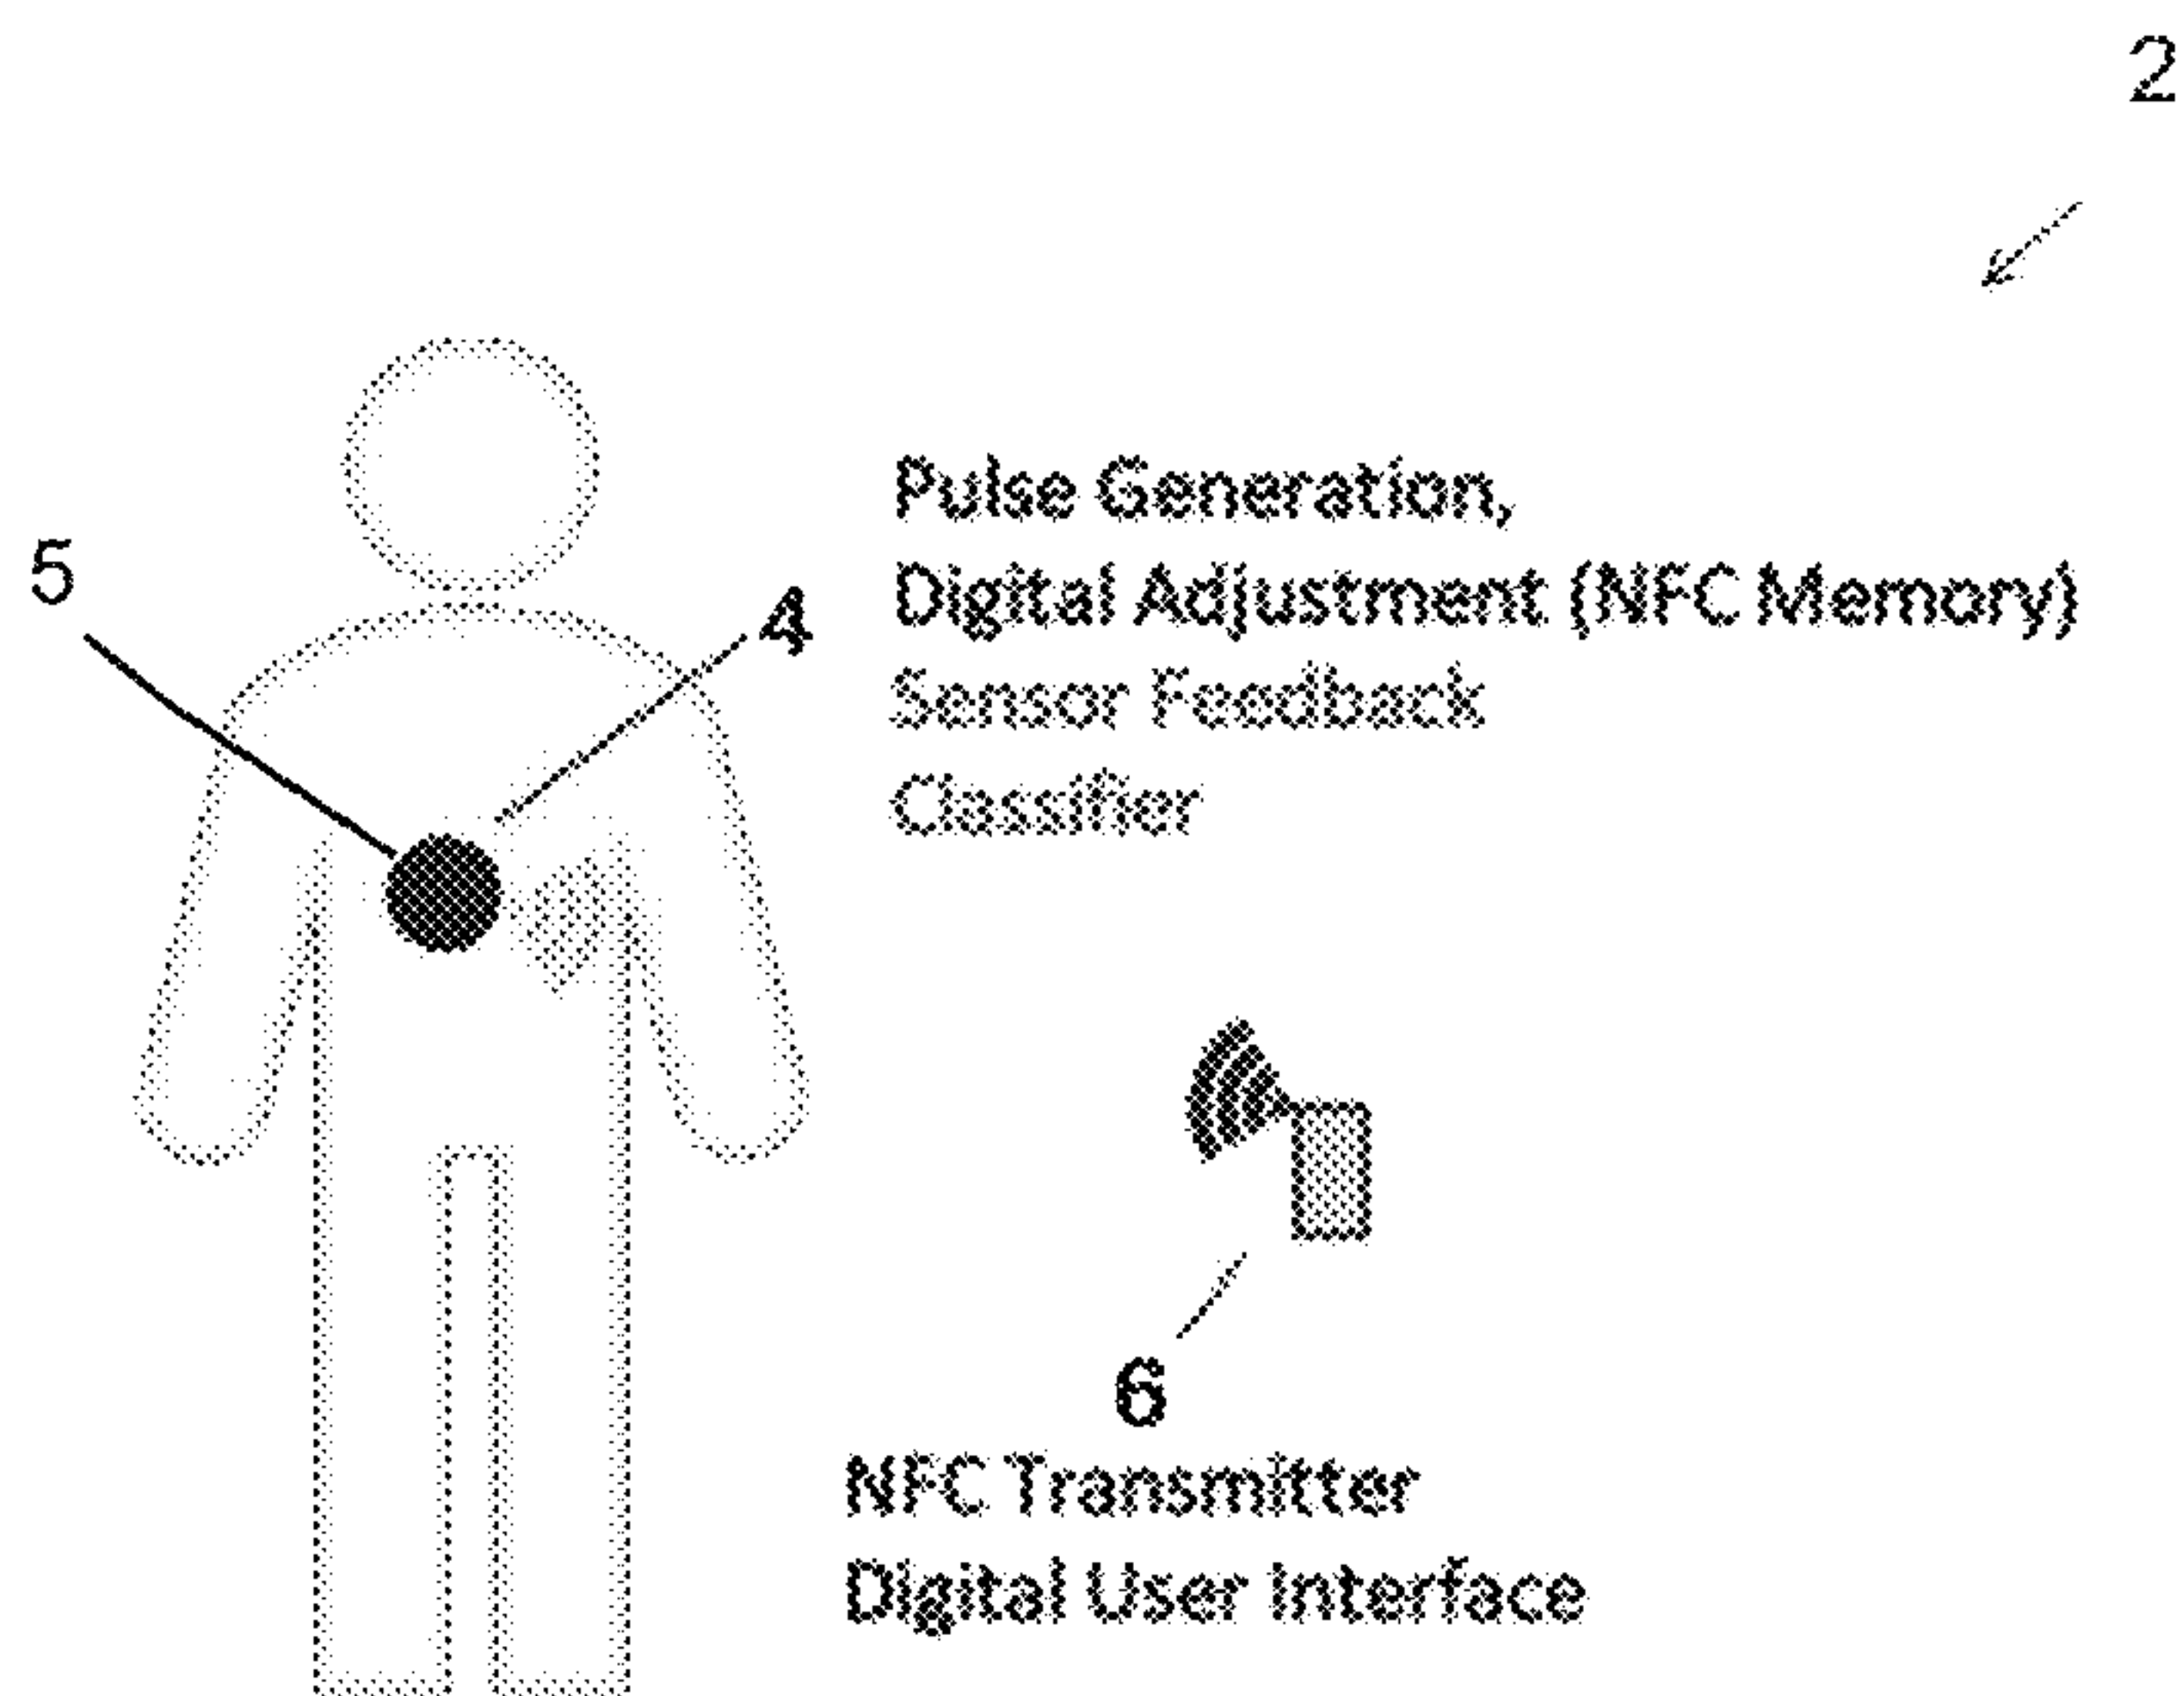 2
5
4
Pulse Generation,
Digital Adjustment (NFC Memory)
Sensor Feedback
Classifier
6
NFC Transmitter
Digital User Interface